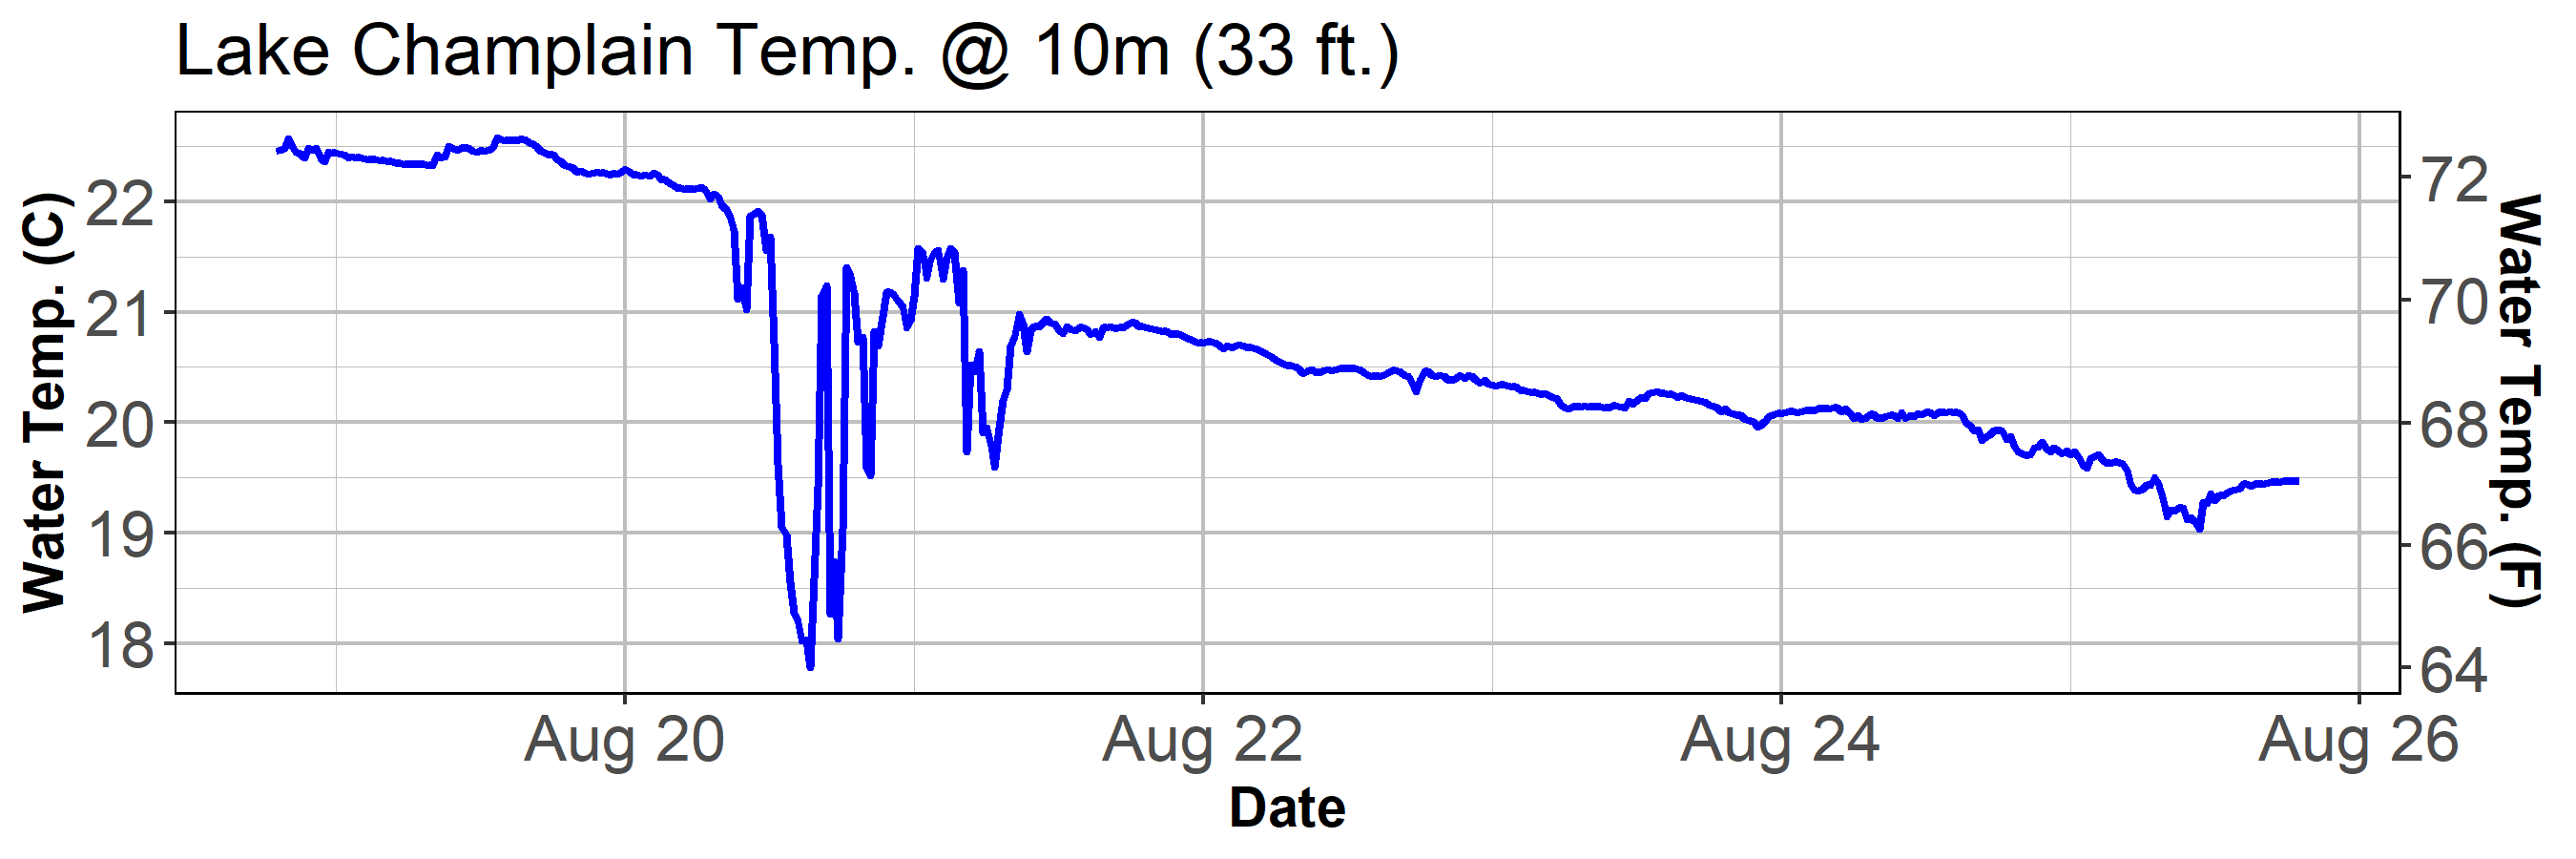 Lake Champlain Temp. @ 10m (33 ft.)
Water Temp. (C)
22
21
20
19
18
72
70
68
66
64
Water Temp. (F)
Aug 20 Aug 22 Aug 24 Aug 26
Date